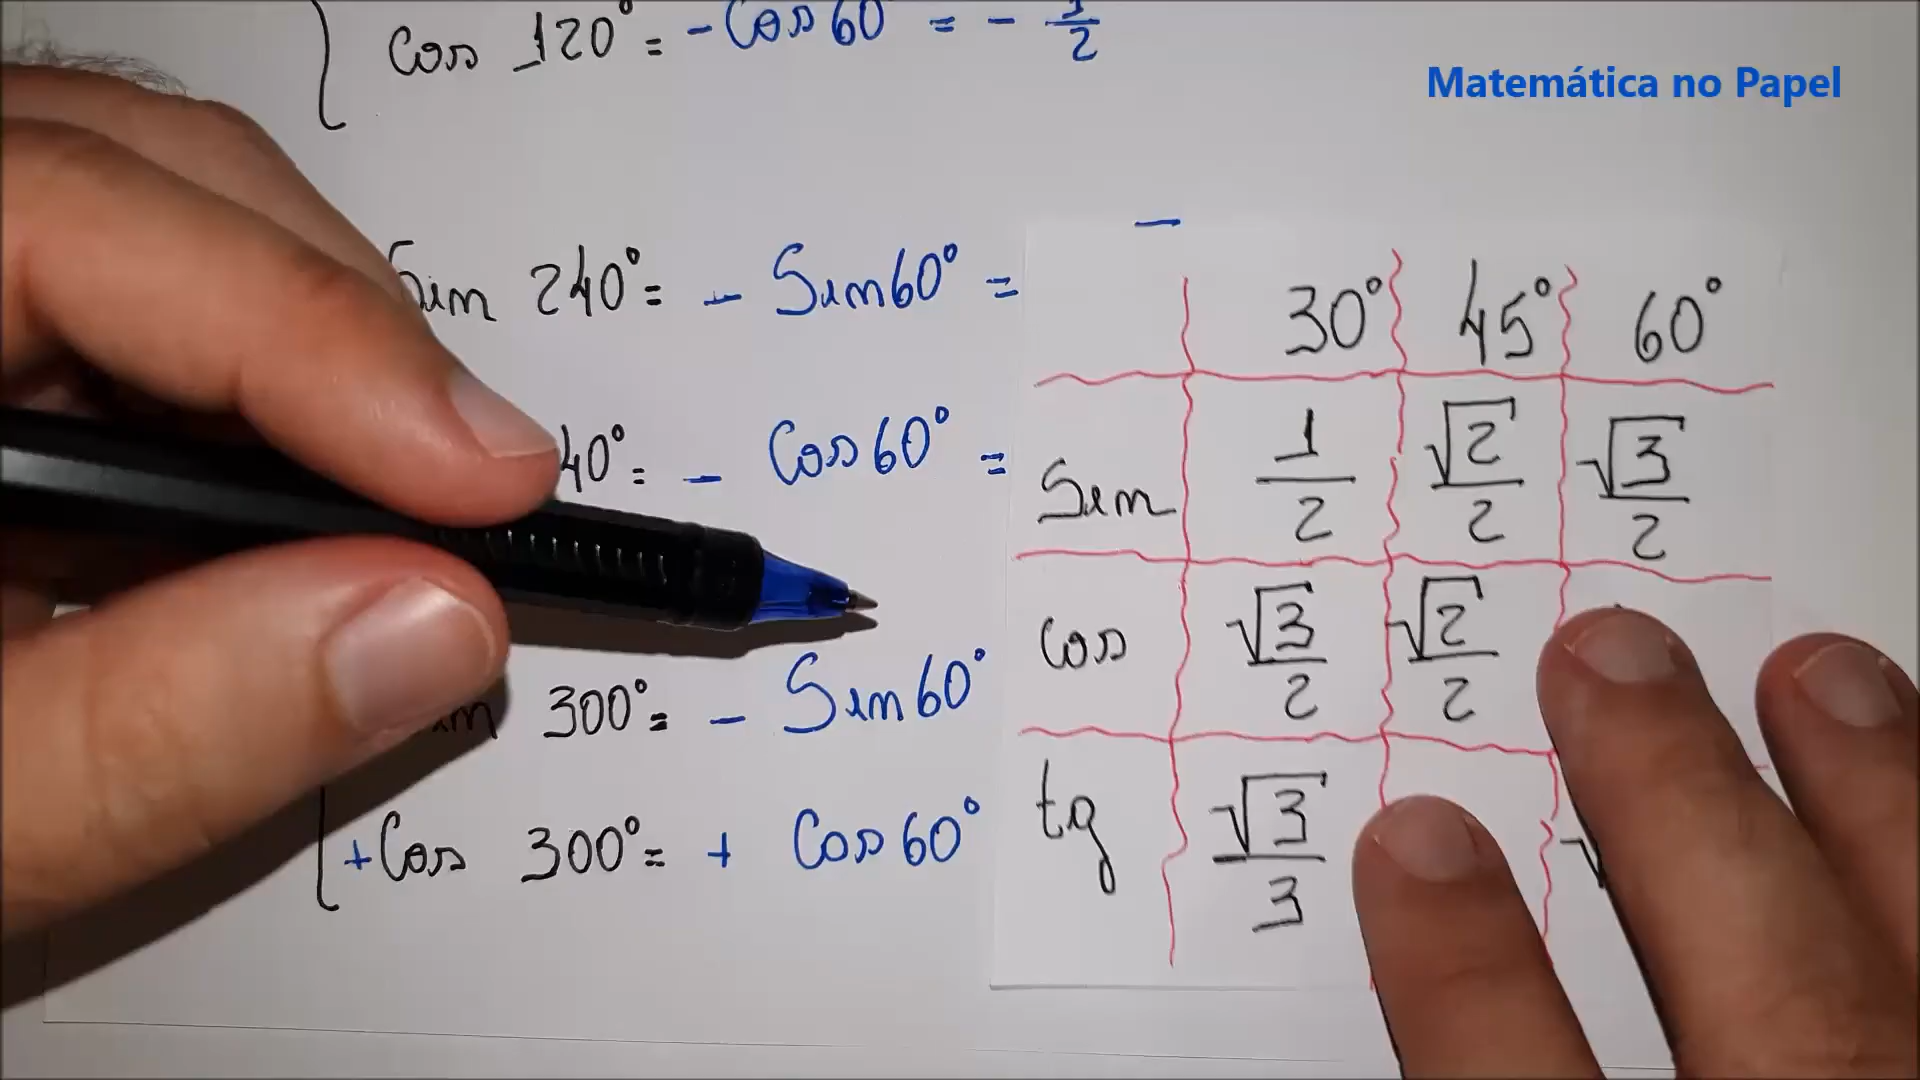 Cos 120° = -Cos 60 = - 1/2
Matemática no Papel
Sen 240° = - Sen 60° =
40° = - Cos 60° =
300° = - Sen 60°
+Cos 300° = + Cos 60°
30° 45° 60°
Sen 1/2 √2/2 √3/2
Cos √3/2 √2/2
tg √3/3